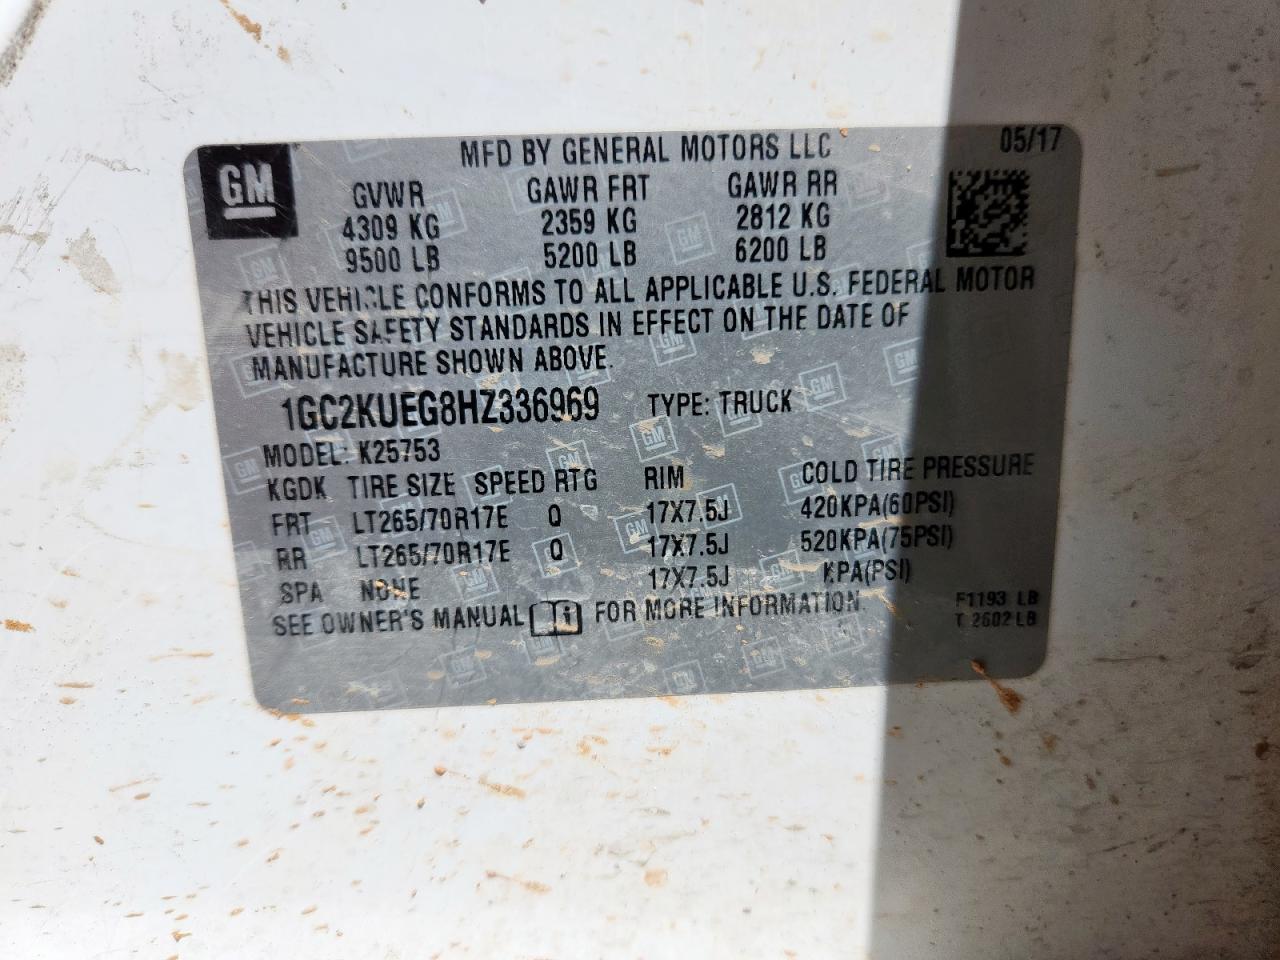 GM
MFD BY GENERAL MOTORS LLC 05/17
GVWR GAWR FRT GAWR RR
4309 KG 2359 KG 2812 KG
9500 LB 5200 LB 6200 LB
THIS VEHICLE CONFORMS TO ALL APPLICABLE U.S. FEDERAL MOTOR
VEHICLE SAFETY STANDARDS IN EFFECT ON THE DATE OF
MANUFACTURE SHOWN ABOVE.
1GC2KUEG8HZ336969 TYPE: TRUCK
MODEL: K25753
KGDK TIRE SIZE SPEED RTG RIM COLD TIRE PRESSURE
FRT LT265/70R17E Q 17X7.5J 420KPA(60PSI)
RR LT265/70R17E Q 17X7.5J 520KPA(75PSI)
SPA NONE 17X7.5J KPA(PSI)
SEE OWNER'S MANUAL i FOR MORE INFORMATION.
F1193 LB
T 2602 LB